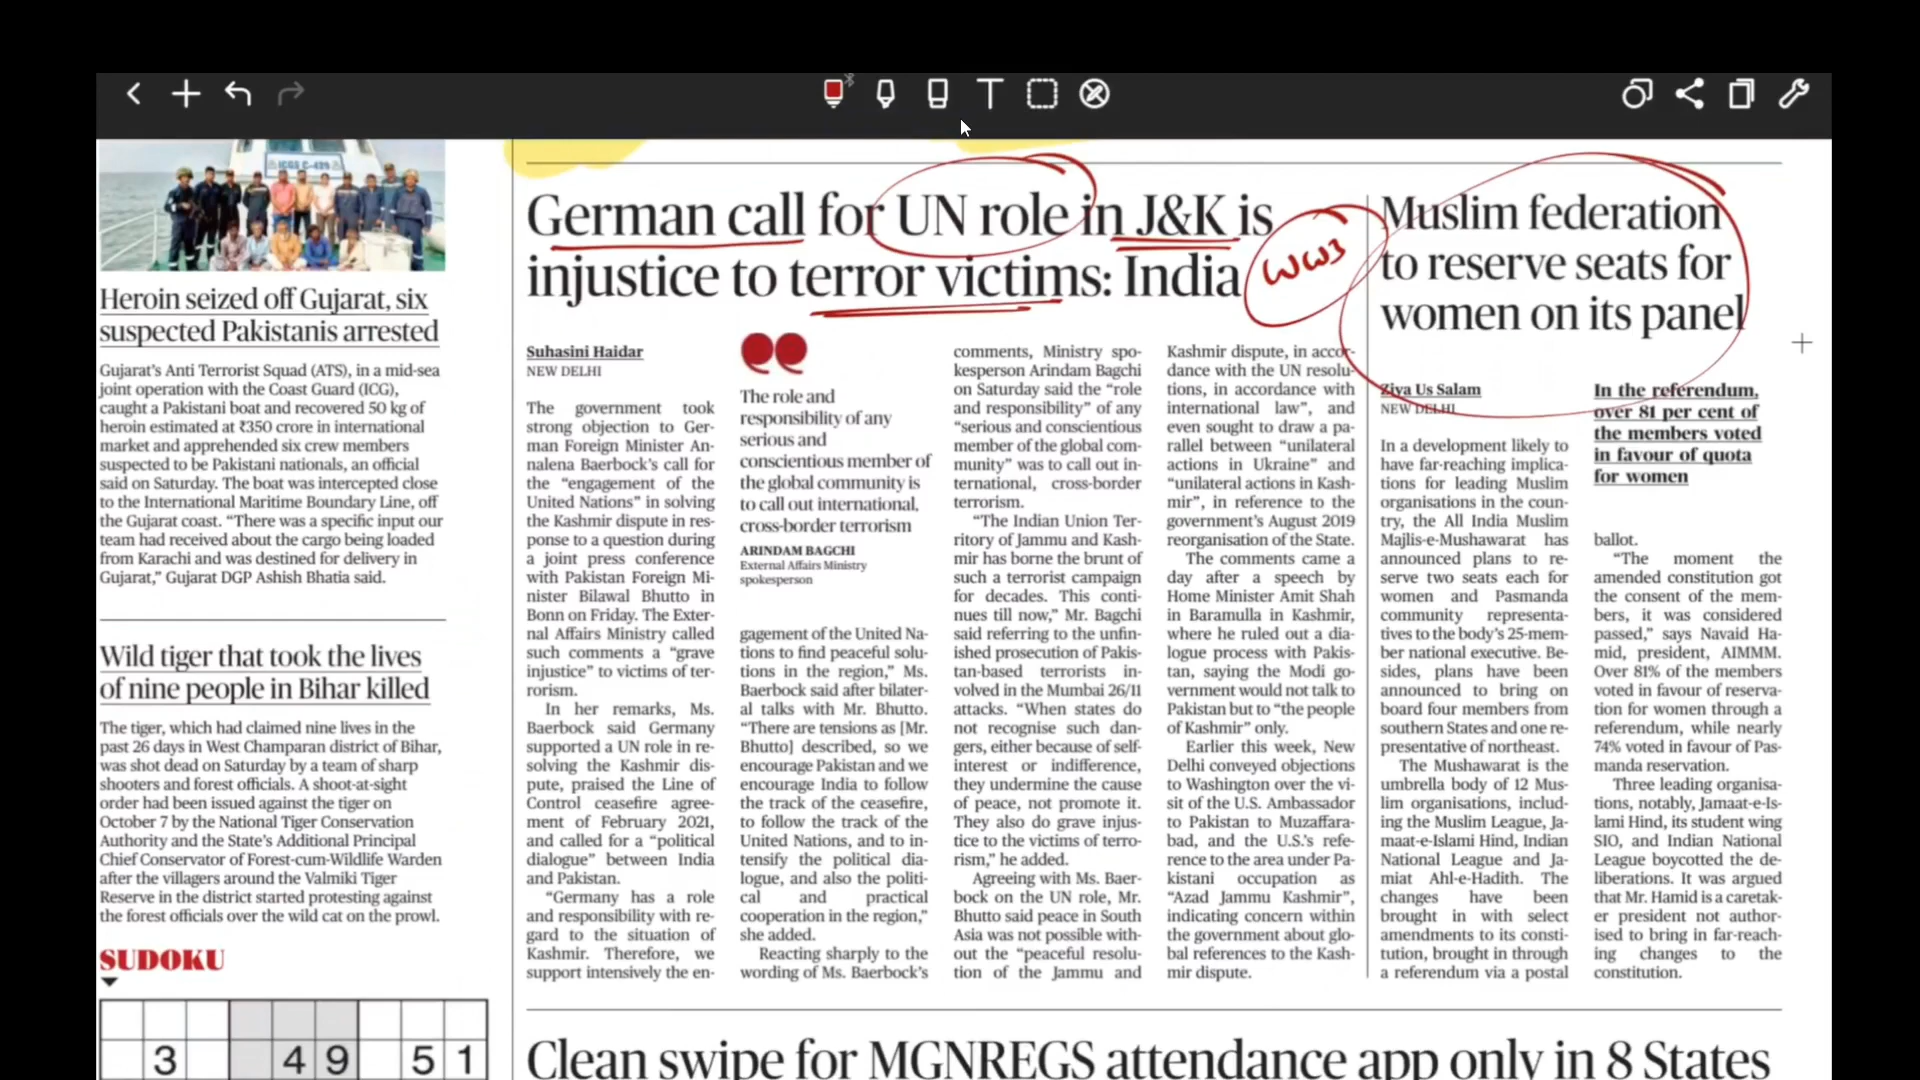 ICGS C-429
Heroin seized off Gujarat, six
suspected Pakistanis arrested
Gujarat's Anti Terrorist Squad (ATS), in a mid-sea
joint operation with the Coast Guard (ICG),
caught a Pakistani boat and recovered 50 kg of
heroin estimated at ₹350 crore in international
market and apprehended six crew members
suspected to be Pakistani nationals, an official
said on Saturday. The boat was intercepted close
to the International Maritime Boundary Line, off
the Gujarat coast. “There was a specific input our
team had received about the cargo being loaded
from Karachi and was destined for delivery in
Gujarat,” Gujarat DGP Ashish Bhatia said.
Wild tiger that took the lives
of nine people in Bihar killed
The tiger, which had claimed nine lives in the
past 26 days in West Champaran district of Bihar,
was shot dead on Saturday by a team of sharp
shooters and forest officials. A shoot-at-sight
order had been issued against the tiger on
October 7 by the National Tiger Conservation
Authority and the State's Additional Principal
Chief Conservator of Forest-cum-Wildlife Warden
after the villagers around the Valmiki Tiger
Reserve in the district started protesting against
the forest officials over the wild cat on the prowl.
SUDOKU
3 4 9 5 1
German call for UN role in J&K is
injustice to terror victims: India
WW3
Suhasini Haidar
NEW DELHI
The government took
strong objection to Ger-
man Foreign Minister An-
nalena Baerbock's call for
the “engagement of the
United Nations” in solving
the Kashmir dispute in res-
ponse to a question during
a joint press conference
with Pakistan Foreign Mi-
nister Bilawal Bhutto in
Bonn on Friday. The Exter-
nal Affairs Ministry called
such comments a “grave
injustice” to victims of ter-
rorism.
In her remarks, Ms.
Baerbock said Germany
supported a UN role in re-
solving the Kashmir dis-
pute, praised the Line of
Control ceasefire agree-
ment of February 2021,
and called for a “political
dialogue” between India
and Pakistan.
“Germany has a role
and responsibility with re-
gard to the situation of
Kashmir. Therefore, we
support intensively the en-
The role and
responsibility of any
serious and
conscientious member of
the global community is
to call out international,
cross-border terrorism
ARINDAM BAGCHI
External Affairs Ministry
spokesperson
gagement of the United Na-
tions to find peaceful solu-
tions in the region,” Ms.
Baerbock said after bilater-
al talks with Mr. Bhutto.
“There are tensions as [Mr.
Bhutto] described, so we
encourage Pakistan and we
encourage India to follow
the track of the ceasefire,
to follow the track of the
United Nations, and to in-
tensify the political dia-
logue, and also the politi-
cal and practical
cooperation in the region,”
she added.
Reacting sharply to the
wording of Ms. Baerbock's
comments, Ministry spo-
kesperson Arindam Bagchi
on Saturday said the “role
and responsibility” of any
“serious and conscientious
member of the global com-
munity” was to call out in-
ternational, cross-border
terrorism.
“The Indian Union Ter-
ritory of Jammu and Kash-
mir has borne the brunt of
such a terrorist campaign
for decades. This conti-
nues till now,” Mr. Bagchi
said referring to the unfin-
ished prosecution of Pakis-
tan-based terrorists in-
volved in the Mumbai 26/11
attacks. “When states do
not recognise such dan-
gers, either because of self-
interest or indifference,
they undermine the cause
of peace, not promote it.
They also do grave injus-
tice to the victims of terro-
rism,” he added.
Agreeing with Ms. Baer-
bock on the UN role, Mr.
Bhutto said peace in South
Asia was not possible with-
out the “peaceful resolu-
tion of the Jammu and
Kashmir dispute, in accor-
dance with the UN resolu-
tions, in accordance with
international law”, and
even sought to draw a pa-
rallel between “unilateral
actions in Ukraine” and
“unilateral actions in Kash-
mir”, in reference to the
government's August 2019
reorganisation of the State.
The comments came a
day after a speech by
Home Minister Amit Shah
in Baramulla in Kashmir,
where he ruled out a dia-
logue process with Pakis-
tan, saying the Modi go-
vernment would not talk to
Pakistan but to “the people
of Kashmir” only.
Earlier this week, New
Delhi conveyed objections
to Washington over the vi-
sit of the U.S. Ambassador
to Pakistan to Muzaffara-
bad, and the U.S.'s refe-
rence to the area under Pa-
kistani occupation as
“Azad Jammu Kashmir”,
indicating concern within
the government about glo-
bal references to the Kash-
mir dispute.
Muslim federation
to reserve seats for
women on its panel
Ziya Us Salam
NEW DELHI
In a development likely to
have far-reaching implica-
tions for leading Muslim
organisations in the coun-
try, the All India Muslim
Majlis-e-Mushawarat has
announced plans to re-
serve two seats each for
women and Pasmanda
community representa-
tives to the body's 25-mem-
ber national executive. Be-
sides, plans have been
announced to bring on
board four members from
southern States and one re-
presentative of northeast.
The Mushawarat is the
umbrella body of 12 Mus-
lim organisations, includ-
ing the Muslim League, Ja-
maat-e-Islami Hind, Indian
National League and Ja-
miat Ahl-e-Hadith. The
changes have been
brought in with select
amendments to its consti-
tution, brought in through
a referendum via a postal
In the referendum,
over 81 per cent of
the members voted
in favour of quota
for women
ballot.
“The moment the
amended constitution got
the consent of the mem-
bers, it was considered
passed,” says Navaid Ha-
mid, president, AIMMM.
Over 81% of the members
voted in favour of reserva-
tion for women through a
referendum, while nearly
74% voted in favour of Pas-
manda reservation.
Three leading organisa-
tions, notably, Jamaat-e-Is-
lami Hind, its student wing
SIO, and Indian National
League boycotted the de-
liberations. It was argued
that Mr. Hamid is a caretak-
er president not author-
ised to bring in far-reach-
ing changes to the
constitution.
Clean swipe for MGNREGS attendance app only in 8 States